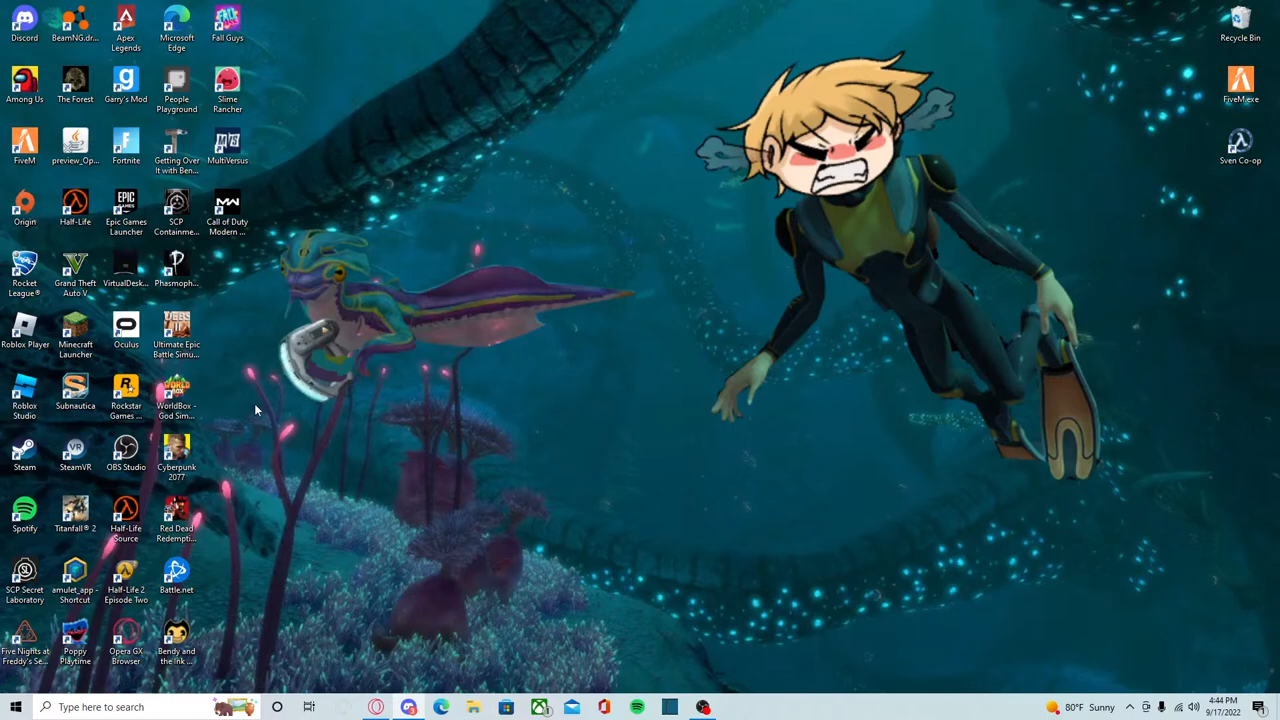 Discord
BeamNG.dr...
Apex
Legends
Microsoft
Edge
Fall Guys
Recycle Bin
Among Us
The Forest
Garry's Mod
People
Playground
Slime
Rancher
FiveM.exe
FiveM
preview_Op...
Fortnite
Getting Over
It with Ben...
MultiVersus
Sven Co-op
Origin
Half-Life
EPIC
GAMES
Epic Games
Launcher
SCP
Containme...
Call of Duty
Modern ...
Rocket
League®
Grand Theft
Auto V
VirtualDesk...
Phasmoph...
Roblox Player
Minecraft
Launcher
Oculus
Ultimate Epic
Battle Simu...
Roblox
Studio
Subnautica
Rockstar
Games ...
WorldBox -
God Sim...
Steam
SteamVR
OBS Studio
Cyberpunk
2077
Spotify
Titanfall® 2
Half-Life
Source
Red Dead
Redempti...
SCP Secret
Laboratory
amulet_app -
Shortcut
Half-Life 2
Episode Two
Battle.net
Five Nights at
Freddy's Se...
Poppy
Playtime
Opera GX
Browser
Bendy and
the Ink ...
Type here to search
80°F Sunny
4:44 PM
9/17/2022